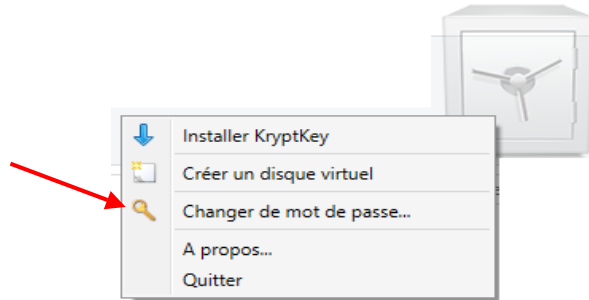 Installer KryptKey
Créer un disque virtuel
Changer de mot de passe...
A propos...
Quitter